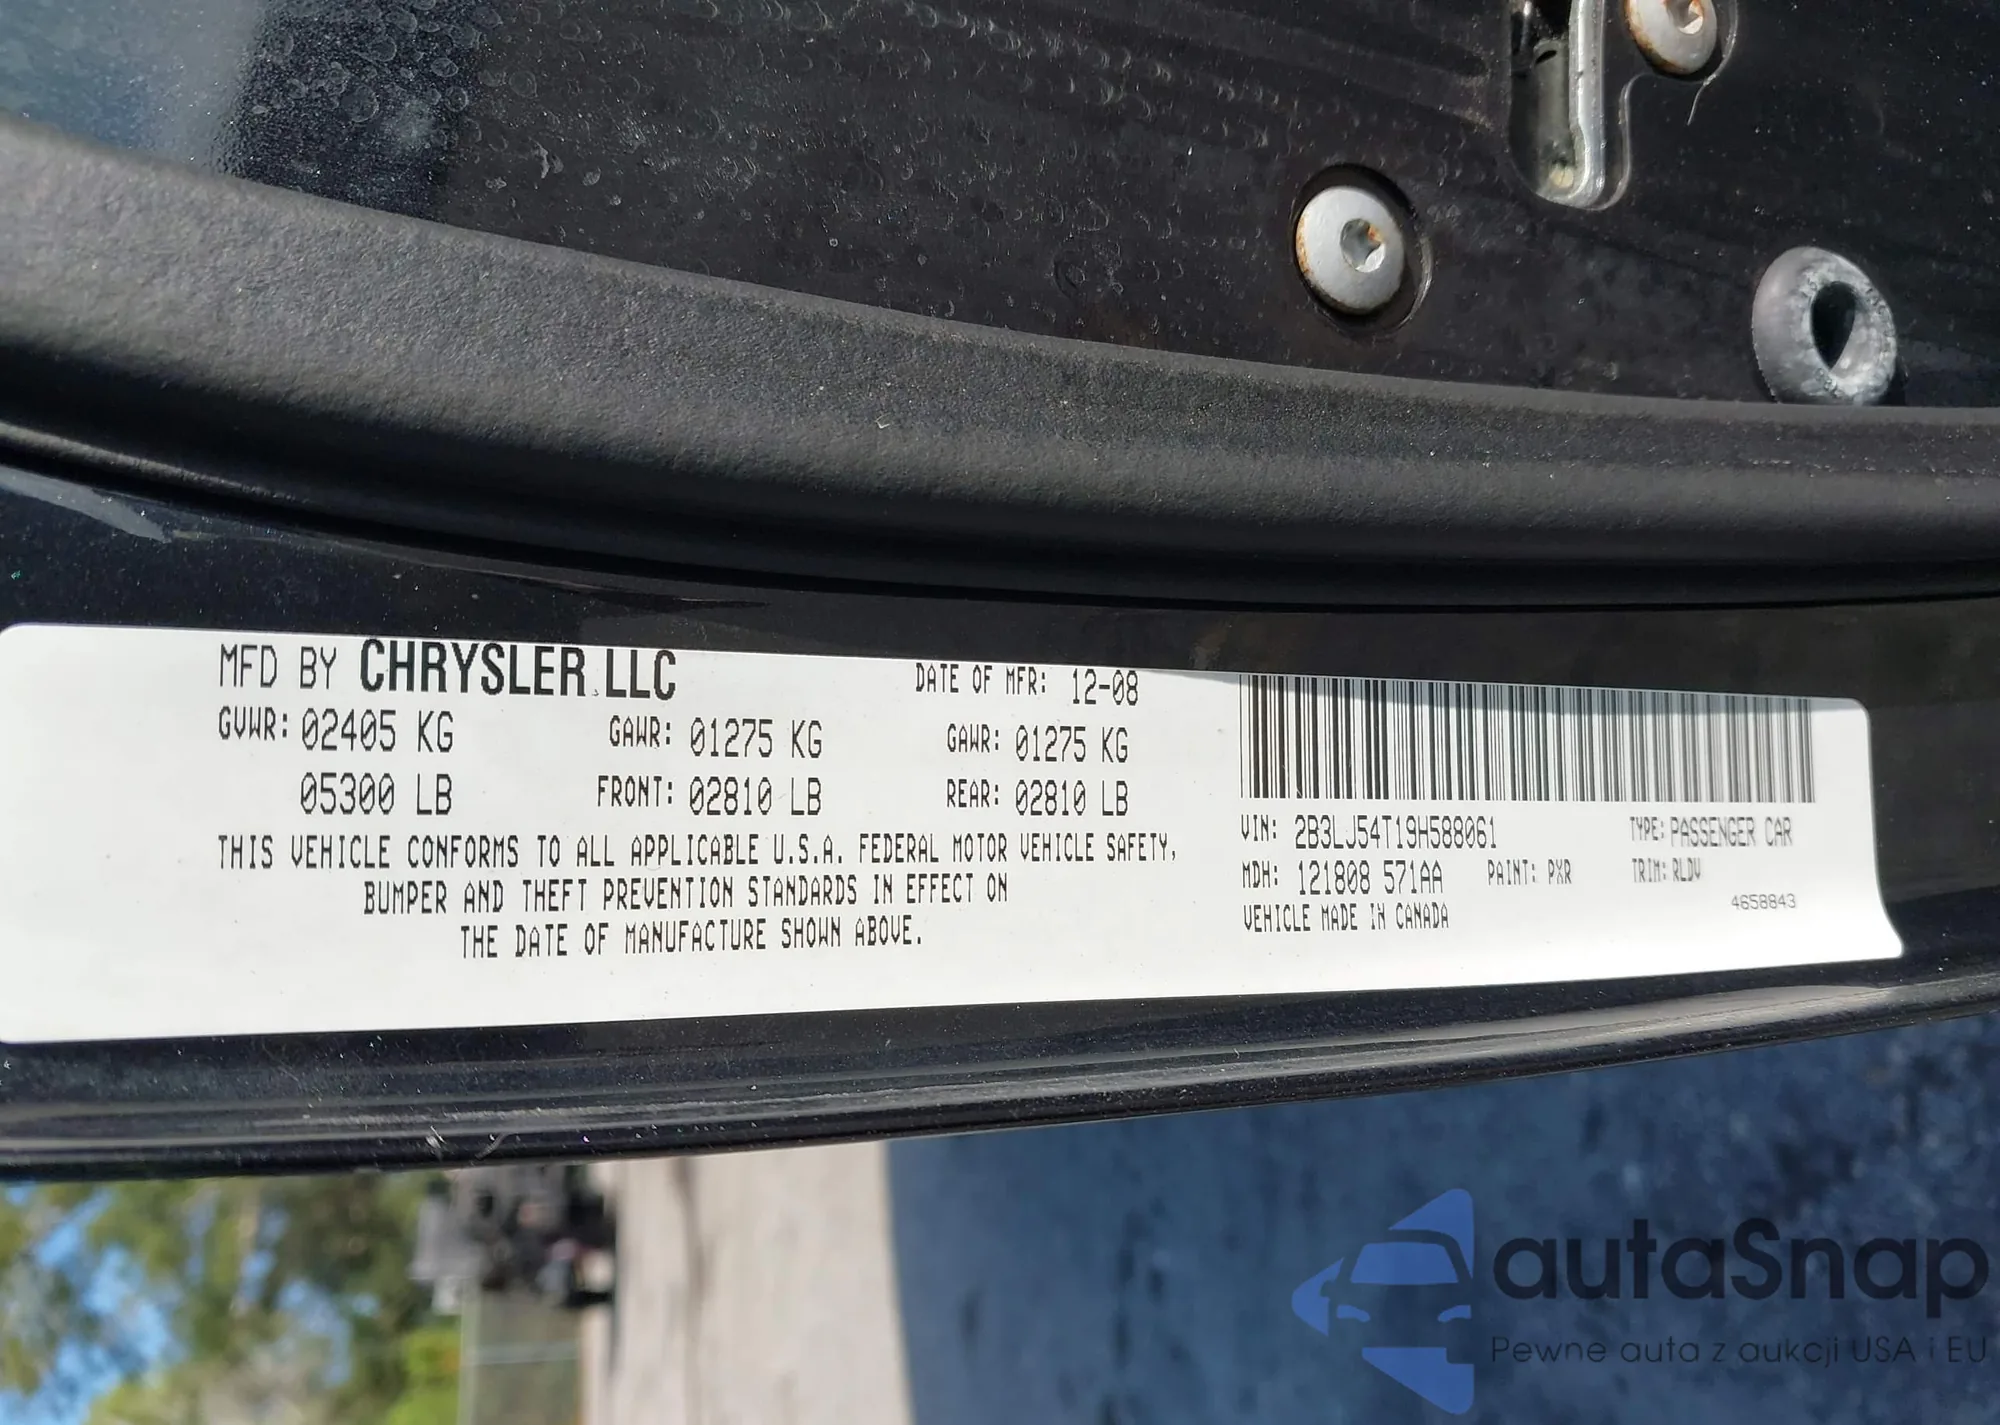 MFD BY CHRYSLER LLC DATE OF MFR: 12-08
GVWR: 02405 KG GAWR: 01275 KG GAWR: 01275 KG
05300 LB FRONT: 02810 LB REAR: 02810 LB
THIS VEHICLE CONFORMS TO ALL APPLICABLE U.S.A. FEDERAL MOTOR VEHICLE SAFETY,
BUMPER AND THEFT PREVENTION STANDARDS IN EFFECT ON
THE DATE OF MANUFACTURE SHOWN ABOVE.
VIN: 2B3LJ54T19H588061 TYPE: PASSENGER CAR
MDH: 121808 571AA PAINT: PXR TRIM: RLDV
VEHICLE MADE IN CANADA 4658843
autaSnap
Pewne auta z aukcji USA i EU